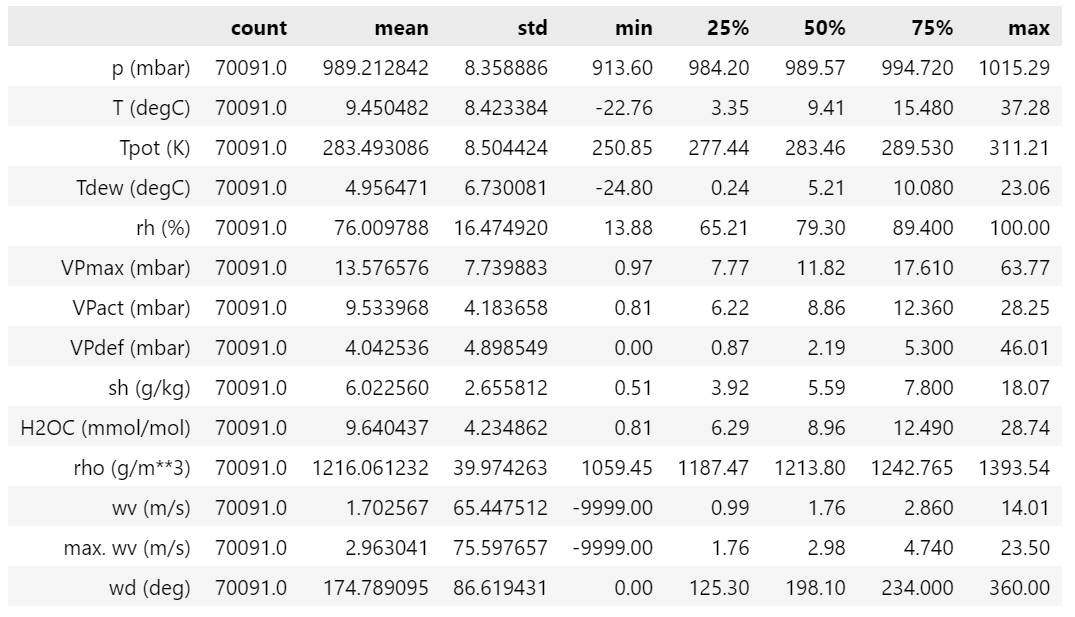 count mean std min 25% 50% 75% max
p (mbar) 70091.0 989.212842 8.358886 913.60 984.20 989.57 994.720 1015.29
T (degC) 70091.0 9.450482 8.423384 -22.76 3.35 9.41 15.480 37.28
Tpot (K) 70091.0 283.493086 8.504424 250.85 277.44 283.46 289.530 311.21
Tdew (degC) 70091.0 4.956471 6.730081 -24.80 0.24 5.21 10.080 23.06
rh (%) 70091.0 76.009788 16.474920 13.88 65.21 79.30 89.400 100.00
VPmax (mbar) 70091.0 13.576576 7.739883 0.97 7.77 11.82 17.610 63.77
VPact (mbar) 70091.0 9.533968 4.183658 0.81 6.22 8.86 12.360 28.25
VPdef (mbar) 70091.0 4.042536 4.898549 0.00 0.87 2.19 5.300 46.01
sh (g/kg) 70091.0 6.022560 2.655812 0.51 3.92 5.59 7.800 18.07
H2OC (mmol/mol) 70091.0 9.640437 4.234862 0.81 6.29 8.96 12.490 28.74
rho (g/m**3) 70091.0 1216.061232 39.974263 1059.45 1187.47 1213.80 1242.765 1393.54
wv (m/s) 70091.0 1.702567 65.447512 -9999.00 0.99 1.76 2.860 14.01
max. wv (m/s) 70091.0 2.963041 75.597657 -9999.00 1.76 2.98 4.740 23.50
wd (deg) 70091.0 174.789095 86.619431 0.00 125.30 198.10 234.000 360.00